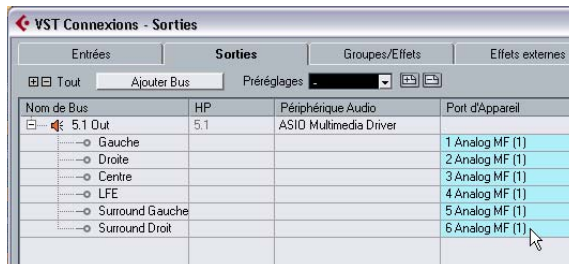 VST Connexions - Sorties
Entrées Sorties Groupes/Effets Effets externes
Tout Ajouter Bus Préréglages -
Nom de Bus HP Périphérique Audio Port d'Appareil
5.1 Out 5.1 ASIO Multimedia Driver
Gauche 1 Analog MF (1)
Droite 2 Analog MF (1)
Centre 3 Analog MF (1)
LFE 4 Analog MF (1)
Surround Gauche 5 Analog MF (1)
Surround Droit 6 Analog MF (1)